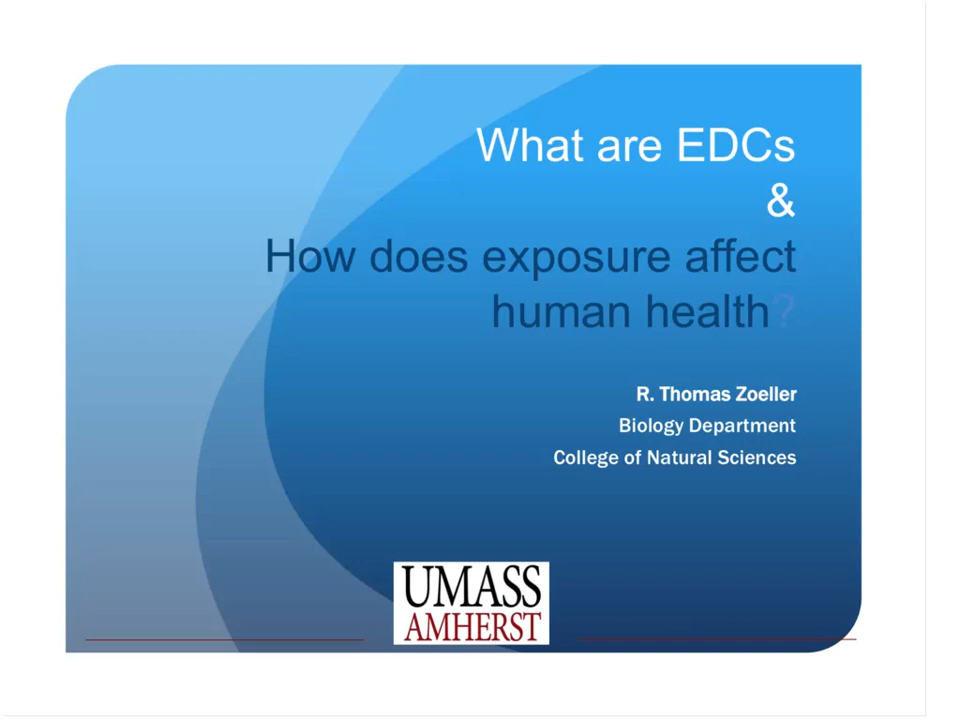 What are EDCs
&
How does exposure affect
human health?
R. Thomas Zoeller
Biology Department
College of Natural Sciences
UMASS
AMHERST